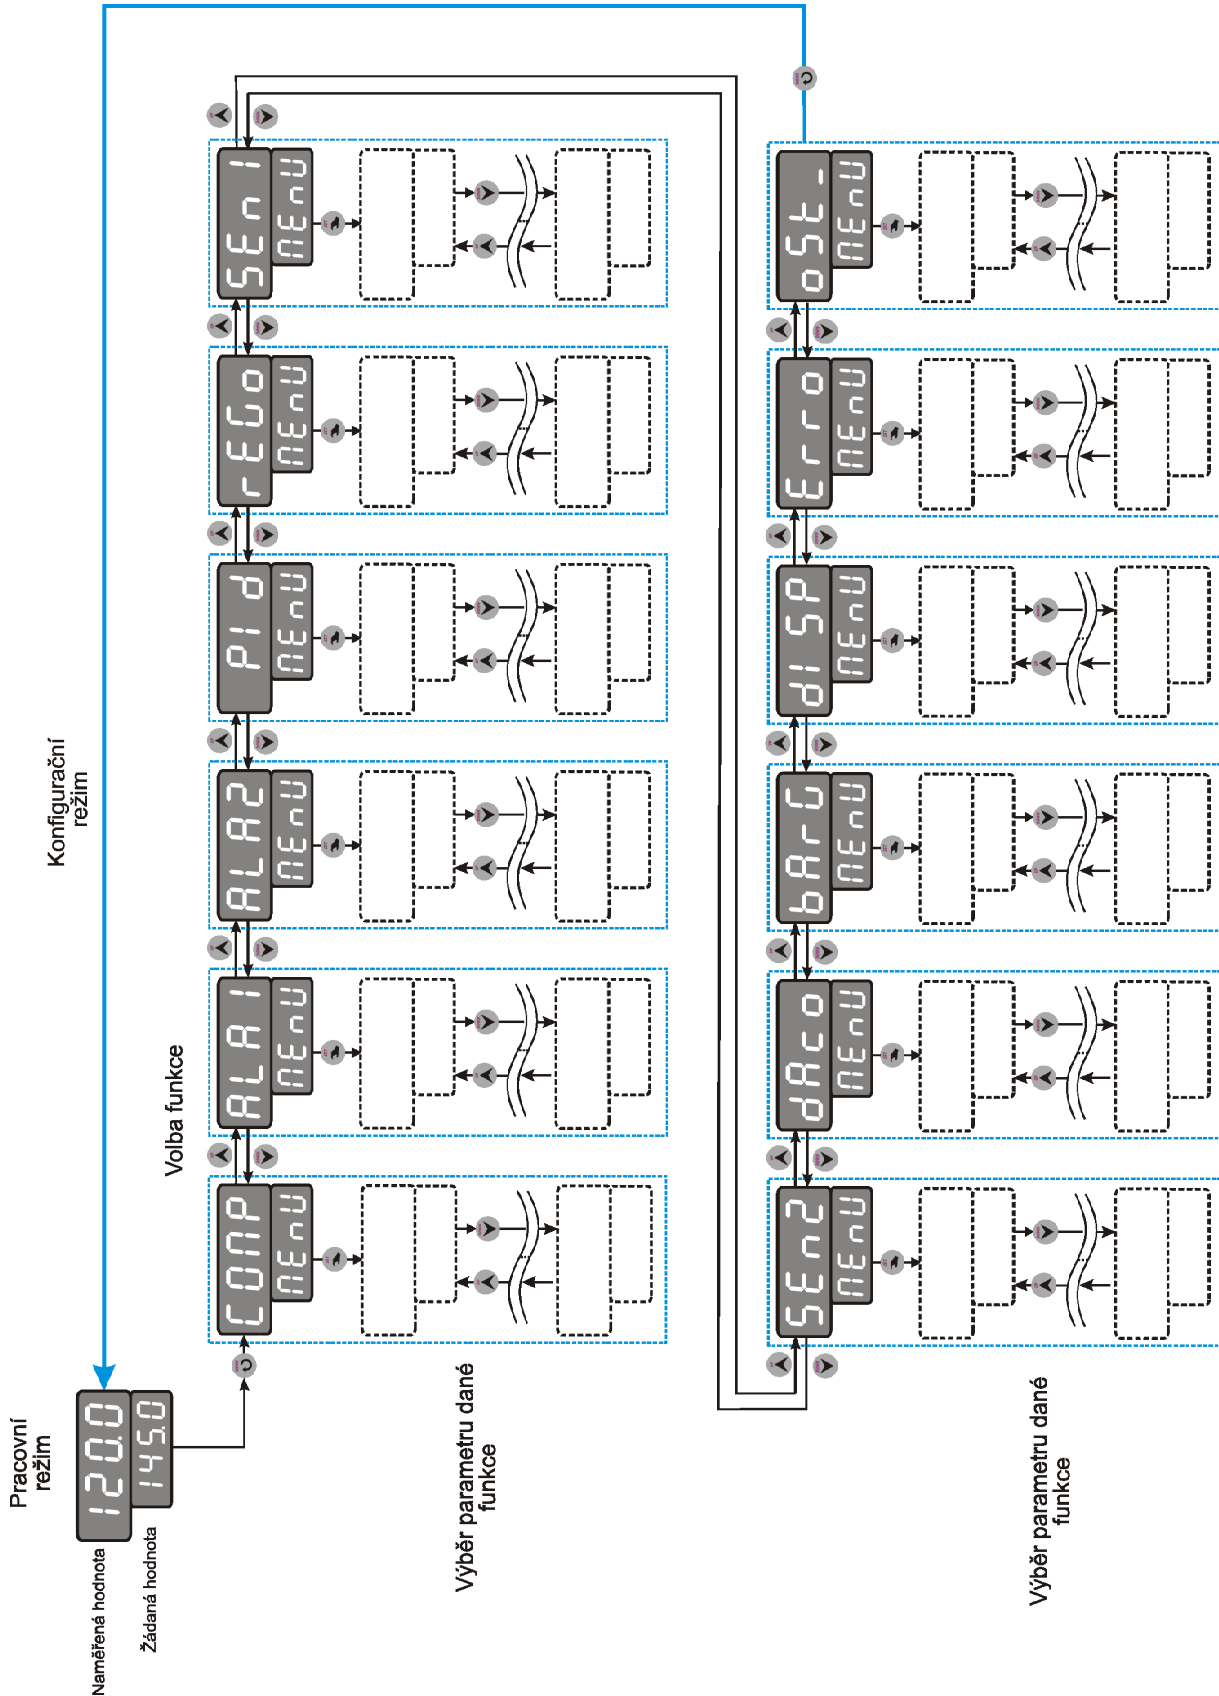 Pracovní
režim
Konfigurační
režim
Naměřená hodnota
120.0
Žádaná hodnota
145.0
Volba funkce
COMP
MEnU
ALA1
MEnU
ALA2
MEnU
PId
MEnU
rEGo
MEnU
SEn1
MEnU
Výběr parametru dané
funkce
SEn2
MEnU
dAco
MEnU
bArG
MEnU
dISP
MEnU
Erro
MEnU
oSt_
MEnU
Výběr parametru dané
funkce